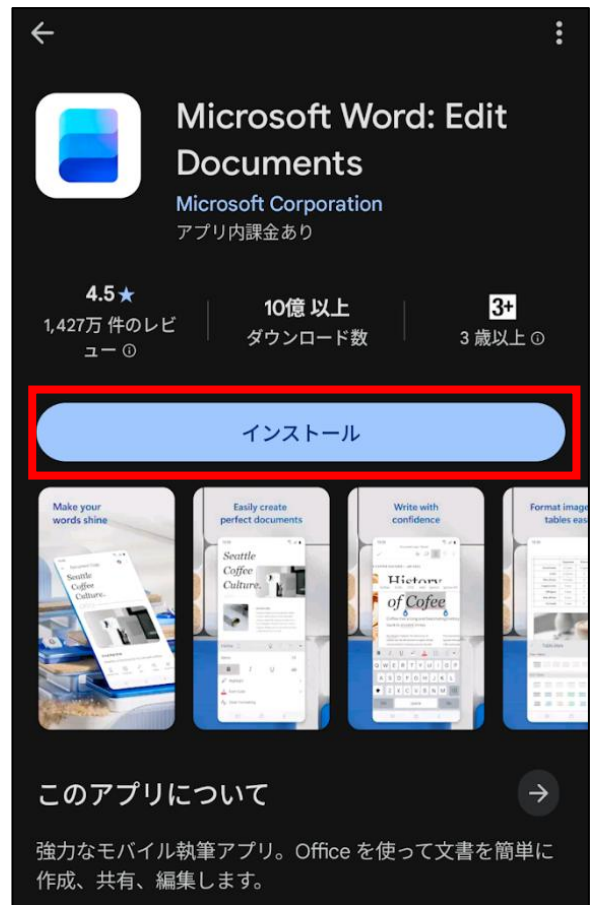 Microsoft Word: Edit
Documents
Microsoft Corporation
アプリ内課金あり
4.5★
1,427万 件のレビ
ュー ⓘ
10億 以上
ダウンロード数
3+
3 歳以上 ⓘ
インストール
Make your
words shine
Seattle
Coffee
Culture.
Easily create
perfect documents
Seattle
Coffee
Culture.
Write with
confidence
History
of Cofee
Format image
tables eas
このアプリについて
強力なモバイル執筆アプリ。Office を使って文書を簡単に
作成、共有、編集します。